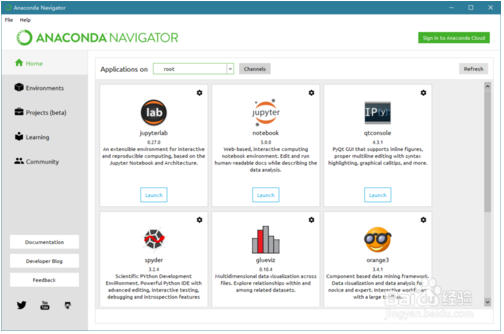 Anaconda Navigator
File Help
ANACONDA NAVIGATOR
Sign in to Anaconda Cloud
Home
Environments
Projects (beta)
Learning
Community
Documentation
Developer Blog
Feedback
Applications on root Channels Refresh
lab
jupyterlab
0.27.0
An extensible environment for interactive
and reproducible computing, based on the
Jupyter Notebook and Architecture.
Launch
jupyter
notebook
5.0.0
Web-based, interactive computing
notebook environment. Edit and run
human-readable docs while describing the
data analysis.
Launch
IP[y]
qtconsole
4.3.1
PyQt GUI that supports inline figures,
proper multiline editing with syntax
highlighting, graphical calltips, and more.
Launch
spyder
3.2.4
Scientific PYthon Development
EnviRonment. Powerful Python IDE with
advanced editing, interactive testing,
debugging and introspection features
glueviz
0.10.4
Multidimensional data visualization across
files. Explore relationships within and
among related datasets.
orange3
3.4.1
Component based data mining framework.
Data visualization and data analysis for
novice and expert. Interactive
with a large
Baidu 经验
jingyan.baidu.com